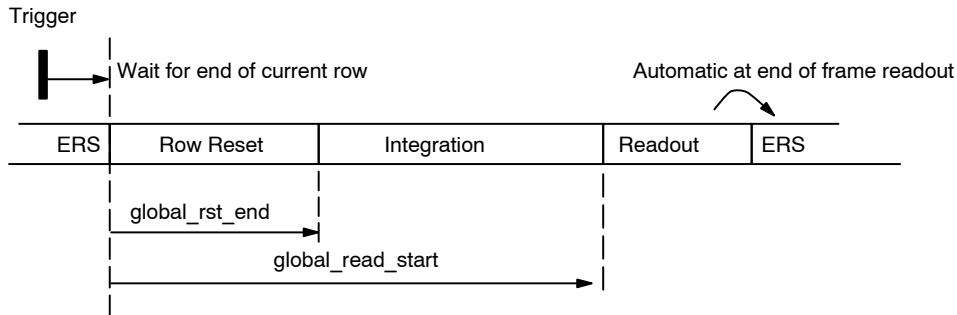 Trigger
Wait for end of current row
Automatic at end of frame readout
ERS
Row Reset
Integration
Readout
ERS
global_rst_end
global_read_start